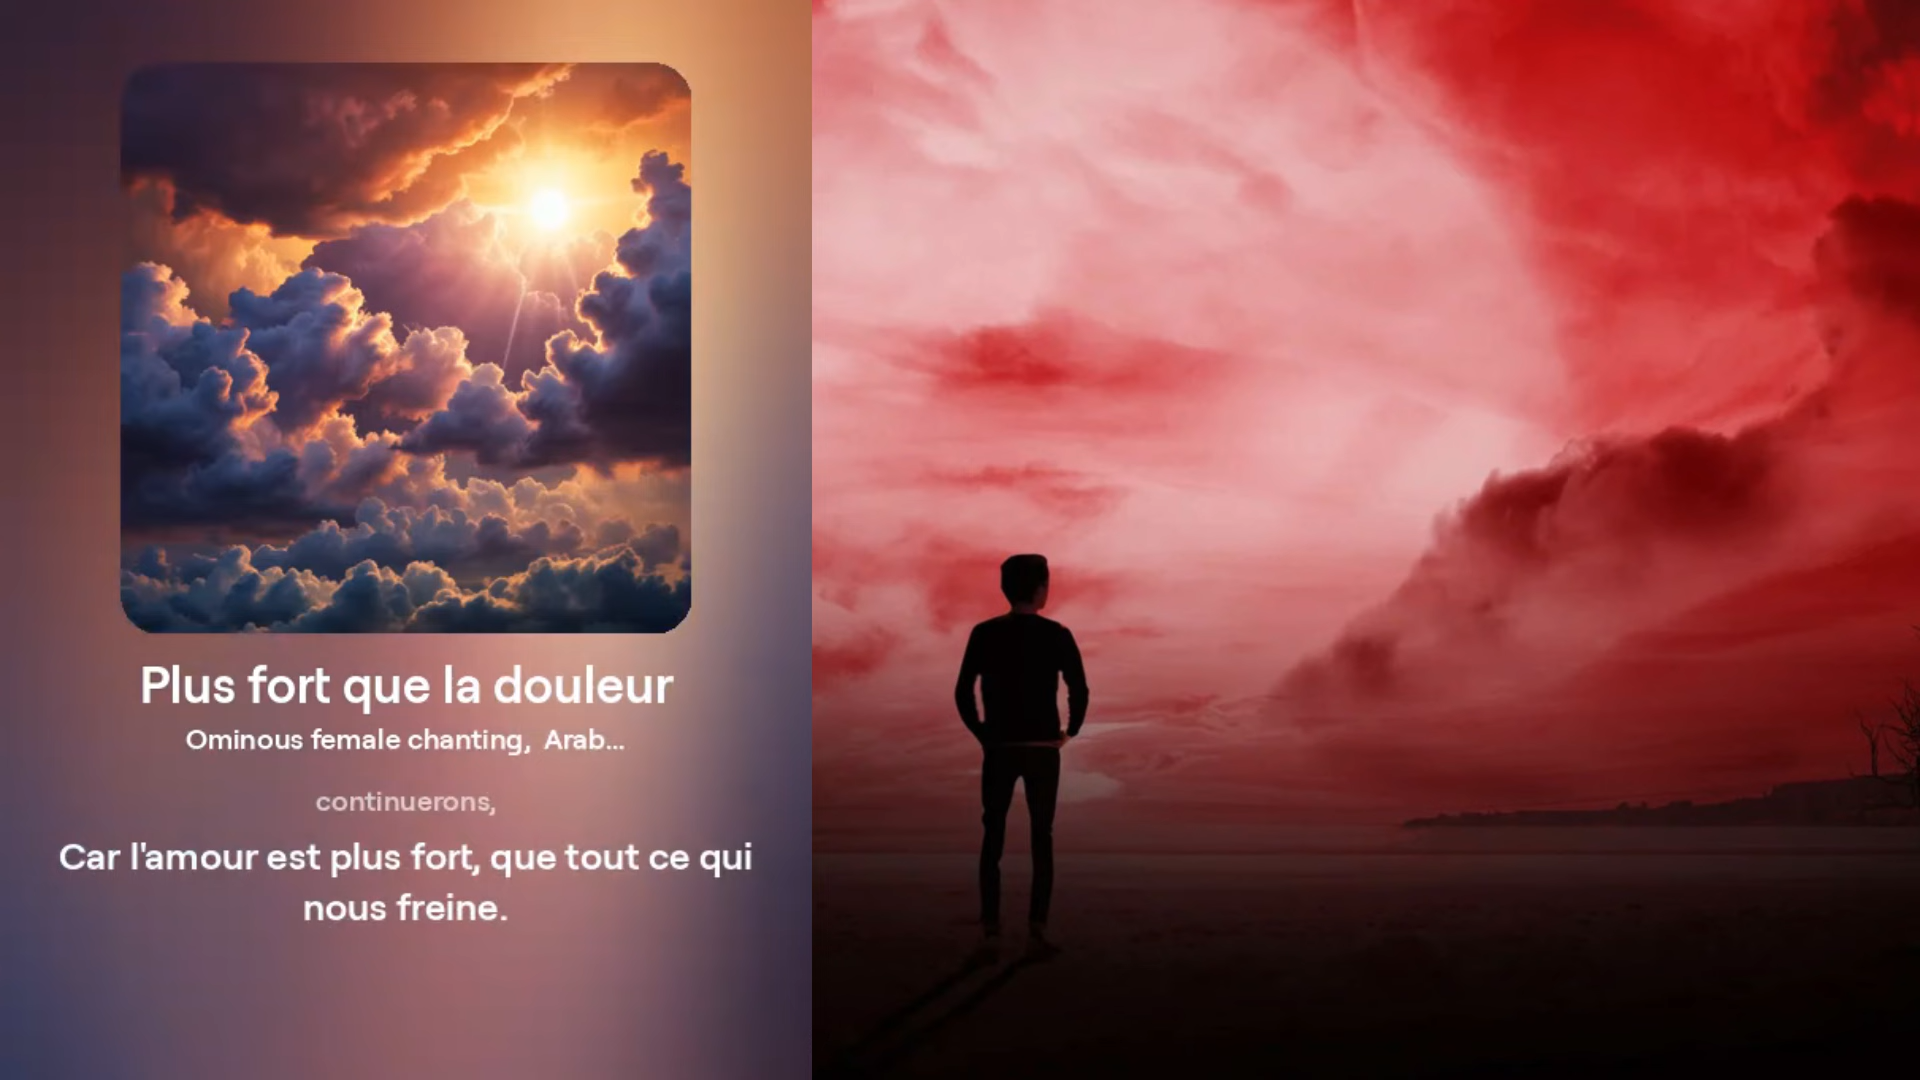 Plus fort que la douleur
Ominous female chanting,  Arab...
continuerons,
Car l'amour est plus fort, que tout ce qui
nous freine.